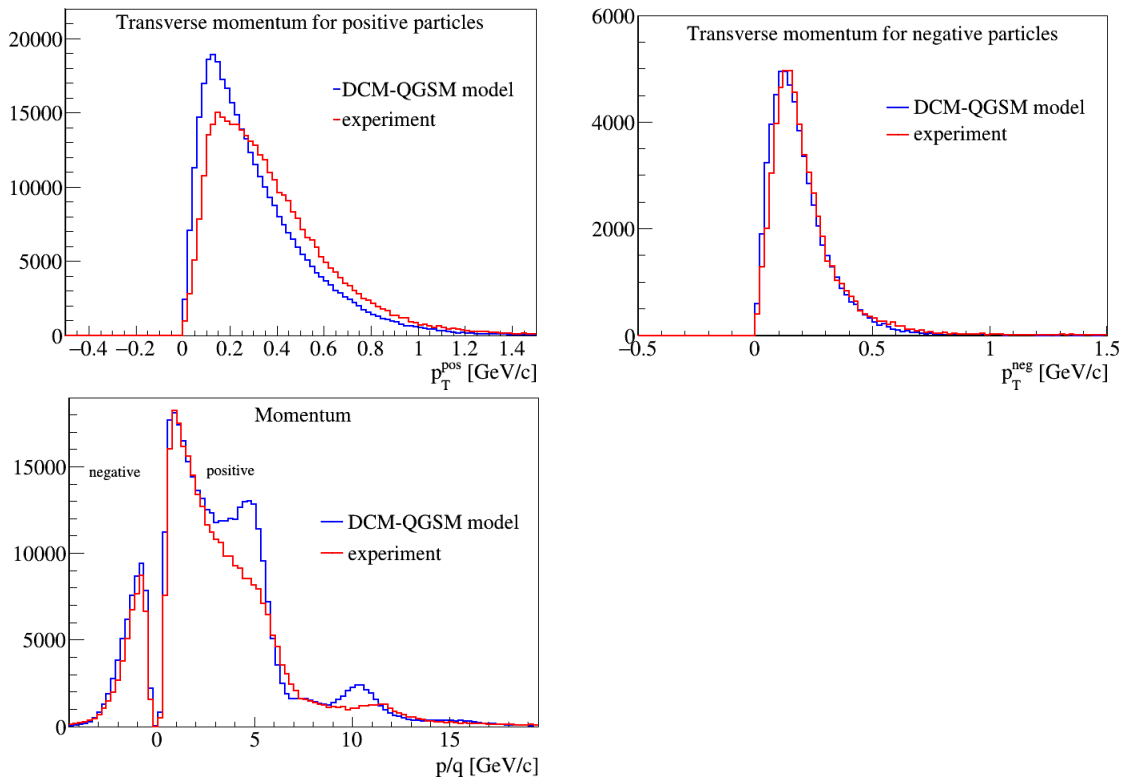 Transverse momentum for positive particles
20000
15000
10000
5000
0
DCM-QGSM model
experiment
−0.4 −0.2 0 0.2 0.4 0.6 0.8 1 1.2 1.4
p_T^pos [GeV/c]
Transverse momentum for negative particles
6000
4000
2000
0
DCM-QGSM model
experiment
−0.5 0 0.5 1 1.5
p_T^neg [GeV/c]
Momentum
negative positive
15000
10000
5000
0
DCM-QGSM model
experiment
0 5 10 15
p/q [GeV/c]